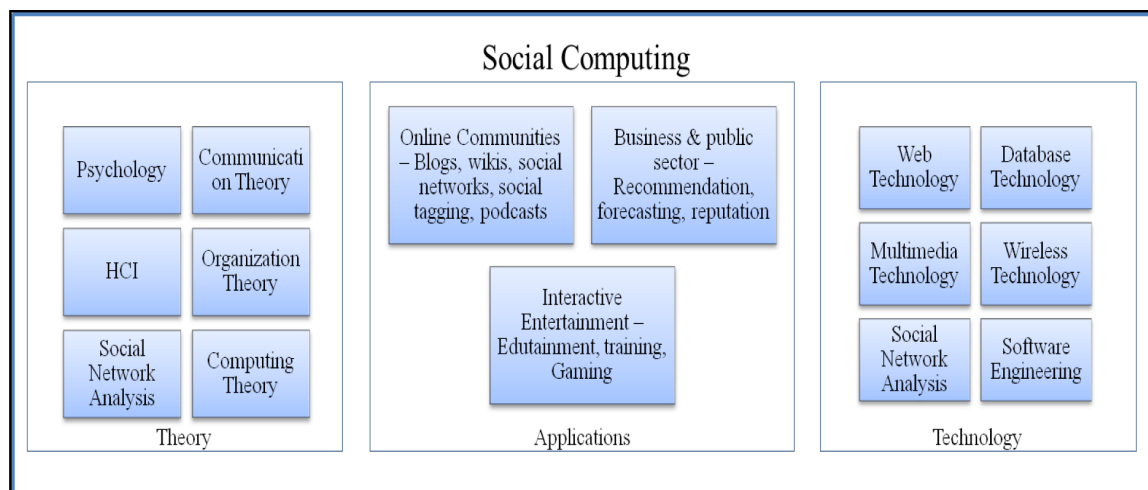 Social Computing
Psychology
Communicati
on Theory
HCI
Organization
Theory
Social
Network
Analysis
Computing
Theory
Theory
Online Communities
– Blogs, wikis, social
networks, social
tagging, podcasts
Business & public
sector –
Recommendation,
forecasting, reputation
Interactive
Entertainment –
Edutainment, training,
Gaming
Applications
Web
Technology
Database
Technology
Multimedia
Technology
Wireless
Technology
Social
Network
Analysis
Software
Engineering
Technology